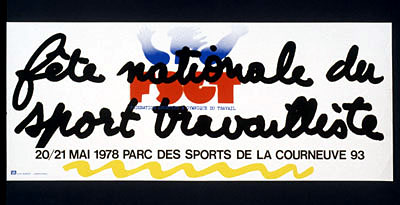 fête nationale du
FSGT
sport travailliste
20/21 MAI 1978 PARC DES SPORTS DE LA COURNEUVE 93